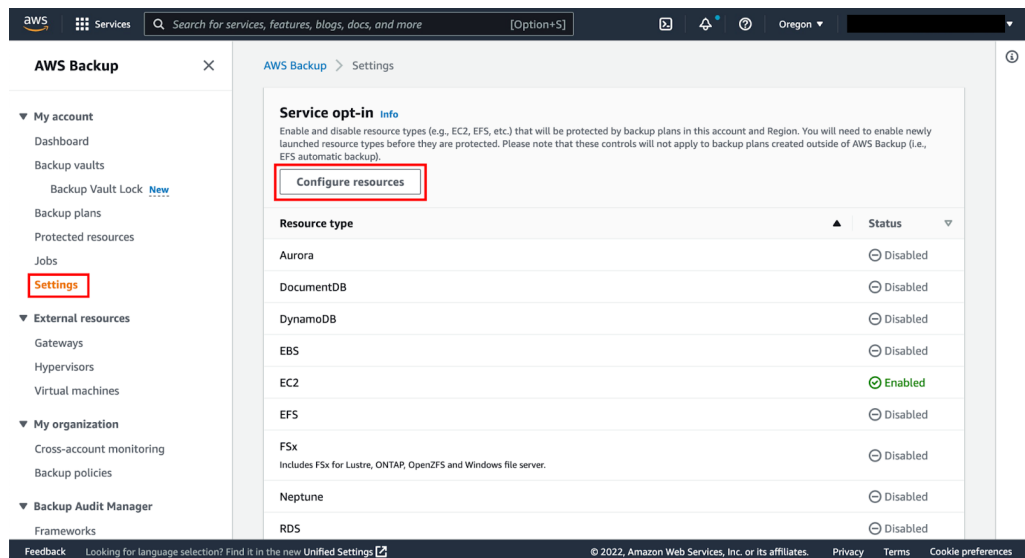 aws
Services
Search for services, features, blogs, docs, and more
[Option+S]
Oregon
AWS Backup
My account
Dashboard
Backup vaults
Backup Vault Lock New
Backup plans
Protected resources
Jobs
Settings
External resources
Gateways
Hypervisors
Virtual machines
My organization
Cross-account monitoring
Backup policies
Backup Audit Manager
Frameworks
AWS Backup > Settings
Service opt-in Info
Enable and disable resource types (e.g., EC2, EFS, etc.) that will be protected by backup plans in this account and Region. You will need to enable newly
launched resource types before they are protected. Please note that these controls will not apply to backup plans created outside of AWS Backup (i.e.,
EFS automatic backup).
Configure resources
Resource type Status
Aurora Disabled
DocumentDB Disabled
DynamoDB Disabled
EBS Disabled
EC2 Enabled
EFS Disabled
FSx Disabled
Includes FSx for Lustre, ONTAP, OpenZFS and Windows file server.
Neptune Disabled
RDS Disabled
Feedback Looking for language selection? Find it in the new Unified Settings © 2022, Amazon Web Services, Inc. or its affiliates. Privacy Terms Cookie preferences